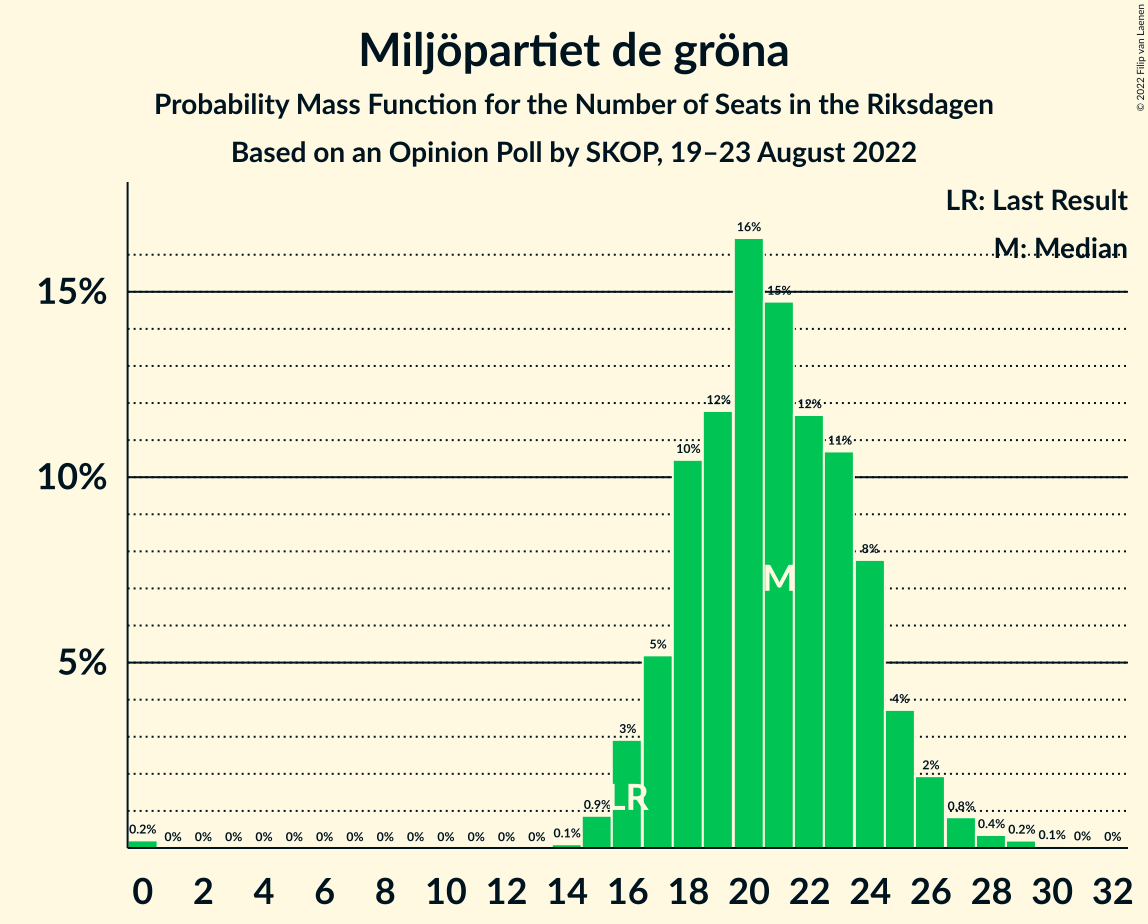 Miljöpartiet de gröna
Probability Mass Function for the Number of Seats in the Riksdagen
Based on an Opinion Poll by SKOP, 19–23 August 2022
© 2022 Filip van Laenen
LR: Last Result
M: Median
15%
10%
5%
0.2% 0% 0% 0% 0% 0% 0% 0% 0% 0% 0% 0% 0% 0% 0.1% 0.9% 3% 5% 10% 12% 16% 15% 12% 11% 8% 4% 2% 0.8% 0.4% 0.2% 0.1% 0% 0%
LR
M
0 2 4 6 8 10 12 14 16 18 20 22 24 26 28 30 32